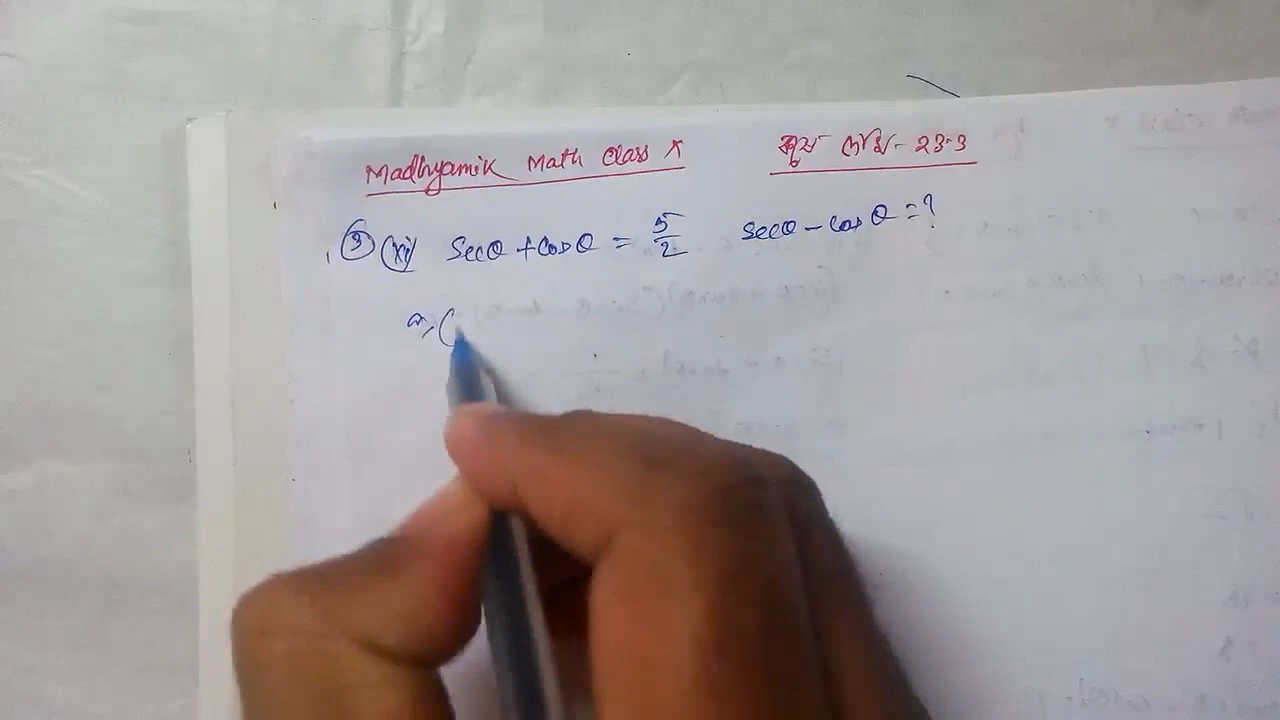 Madhyamik Math Class X
কষে দেখি- 23.3
③ (xi) secθ + cosθ = 5/2 secθ - cosθ = ?
বা, (